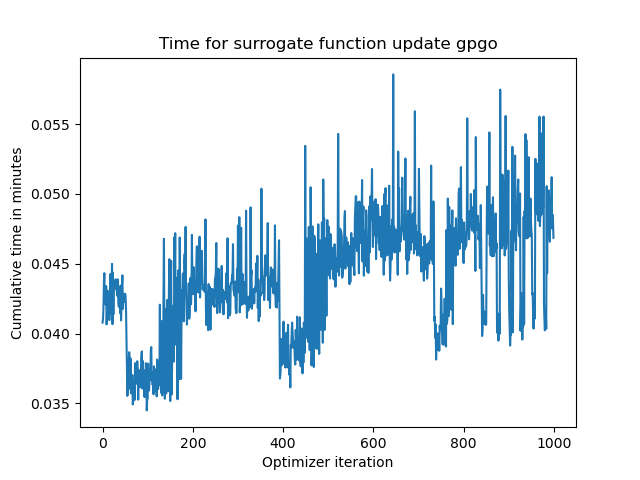 Time for surrogate function update gpgo
Cumulative time in minutes
0.055
0.050
0.045
0.040
0.035
0 200 400 600 800 1000
Optimizer iteration